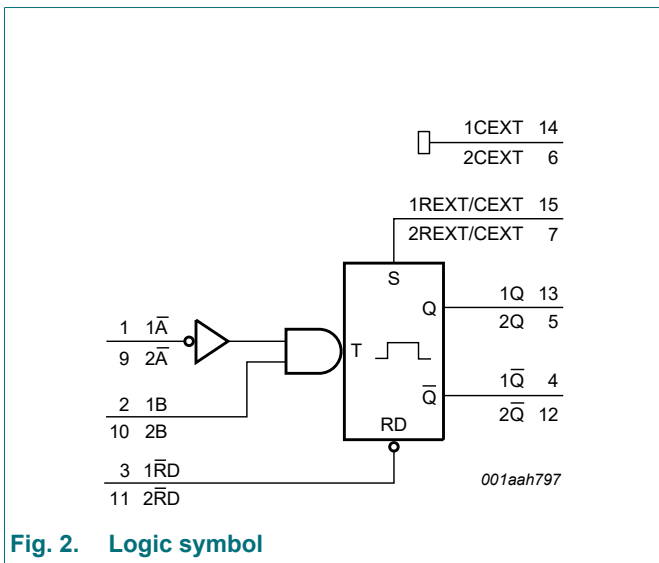 1CEXT 14
2CEXT 6
1REXT/CEXT 15
2REXT/CEXT 7
S
Q
1Q 13
2Q 5
1 1A̅
9 2A̅
T
2 1B
10 2B
Q̅
1Q̅ 4
2Q̅ 12
RD
3 1R̅D
11 2R̅D
001aah797
Fig. 2. Logic symbol